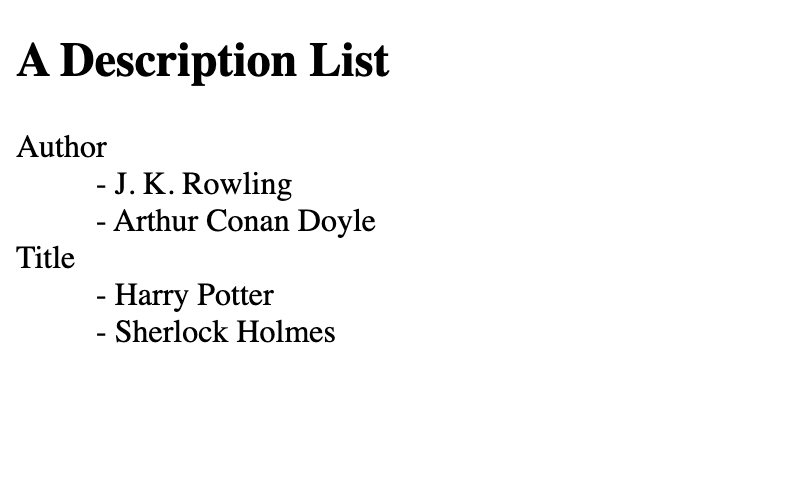 A Description List
Author
- J. K. Rowling
- Arthur Conan Doyle
Title
- Harry Potter
- Sherlock Holmes